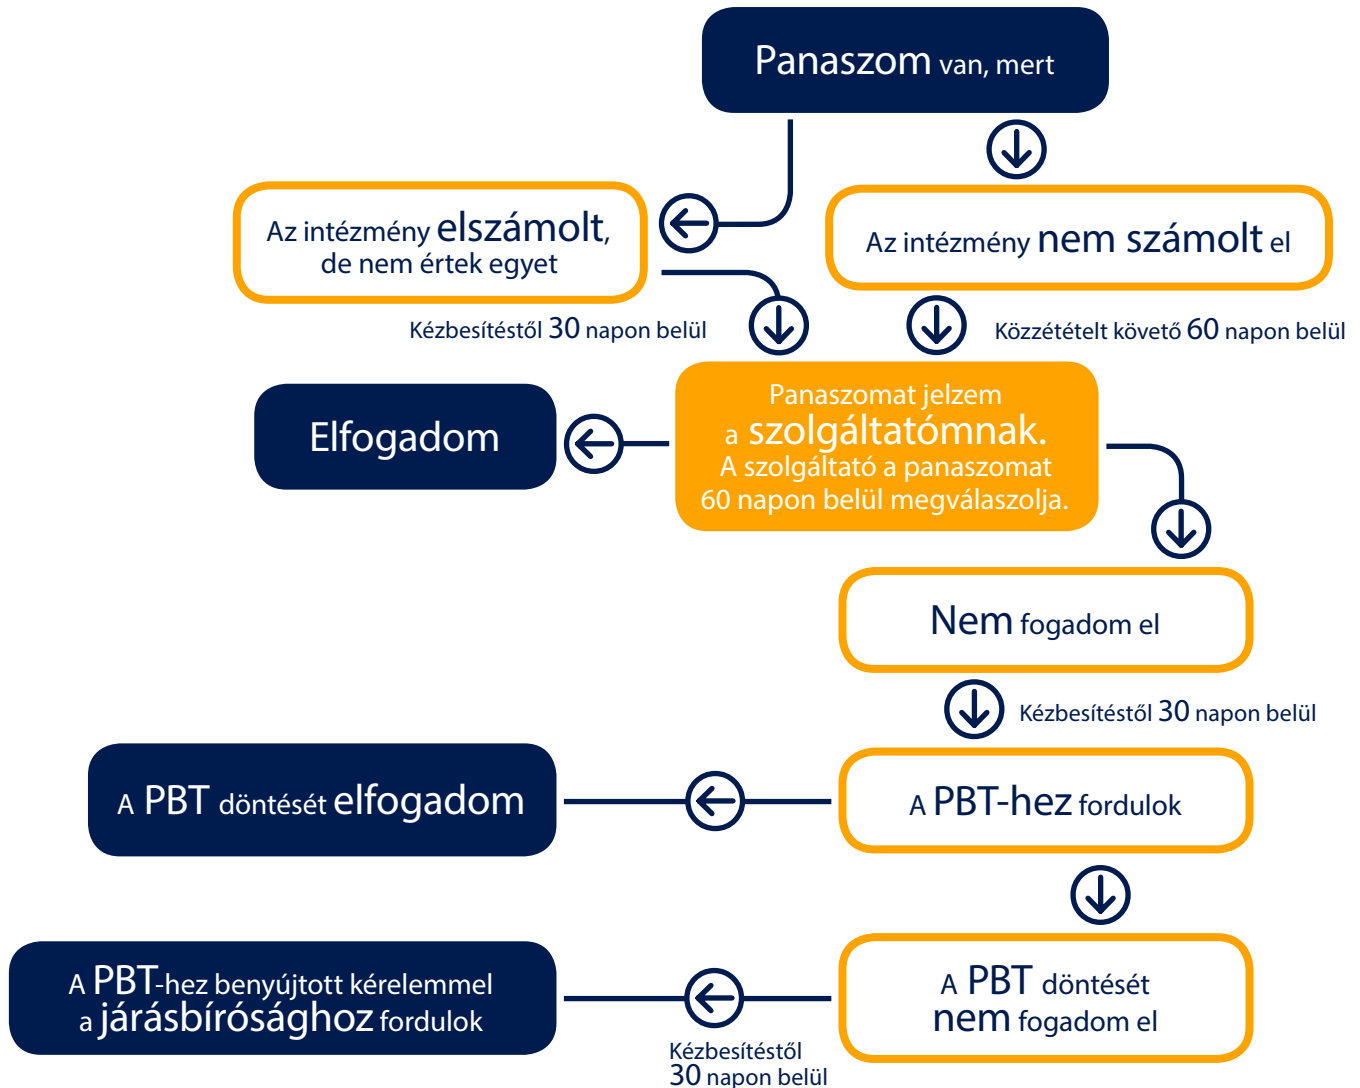 Panaszom van, mert
Az intézmény elszámolt,
de nem értek egyet
Az intézmény nem számolt el
Kézbesítéstől 30 napon belül
Közzétételt követő 60 napon belül
Elfogadom
Panaszomat jelzem
a szolgáltatómnak.
A szolgáltató a panaszomat
60 napon belül megválaszolja.
Nem fogadom el
Kézbesítéstől 30 napon belül
A PBT döntését elfogadom
A PBT-hez fordulok
A PBT-hez benyújtott kérelemmel
a járásbírósághoz fordulok
A PBT döntését
nem fogadom el
Kézbesítéstől
30 napon belül